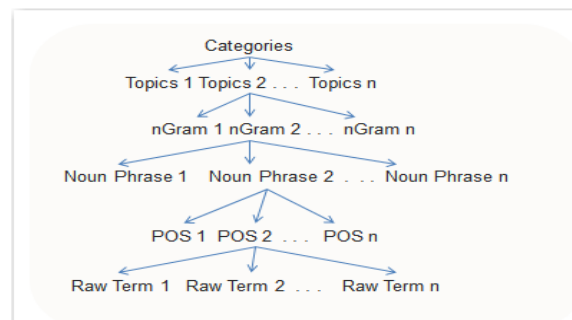 Categories
Topics 1 Topics 2 . . . Topics n
nGram 1 nGram 2 . . . nGram n
Noun Phrase 1 Noun Phrase 2 . . . Noun Phrase n
POS 1 POS 2 . . . POS n
Raw Term 1 Raw Term 2 . . . Raw Term n